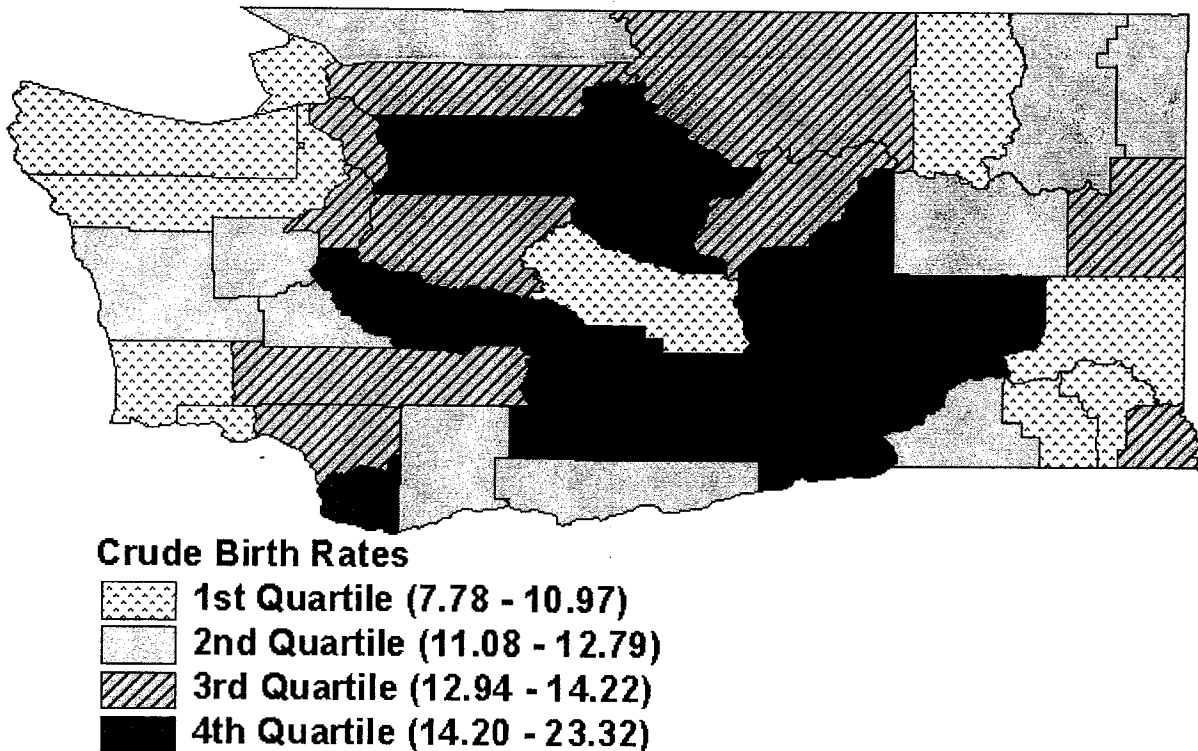 Crude Birth Rates
1st Quartile (7.78 - 10.97)
2nd Quartile (11.08 - 12.79)
3rd Quartile (12.94 - 14.22)
4th Quartile (14.20 - 23.32)